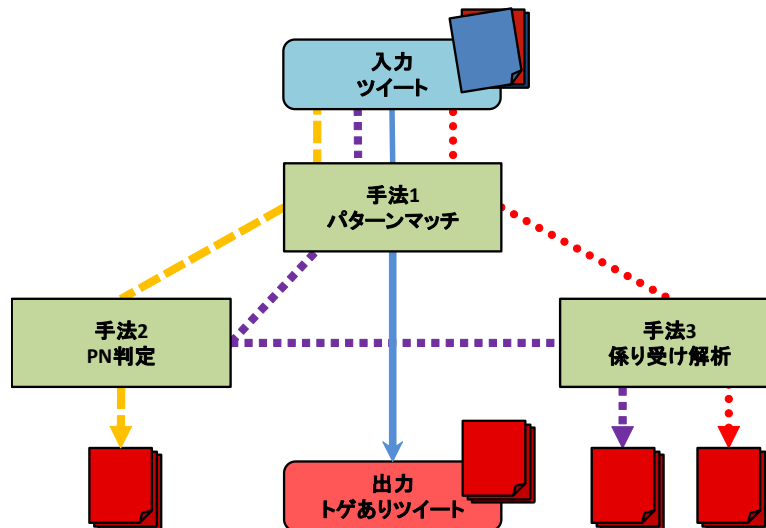 入力
ツイート
手法1
パターンマッチ
手法2
PN判定
手法3
係り受け解析
出力
トゲありツイート